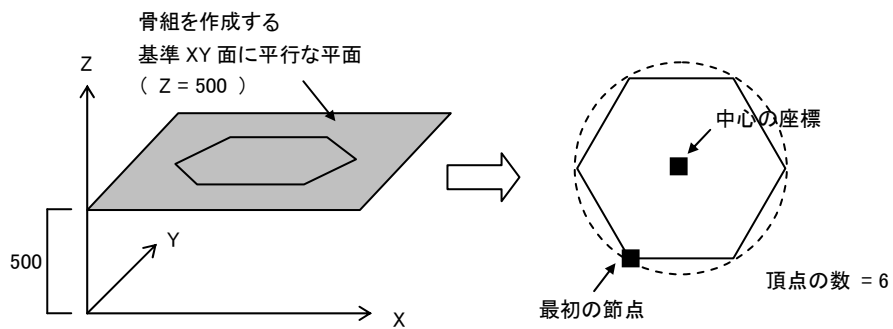 骨組を作成する
基準 XY 面に平行な平面
（ Z = 500 ）
Z
Y
X
500
中心の座標
最初の節点
頂点の数 = 6